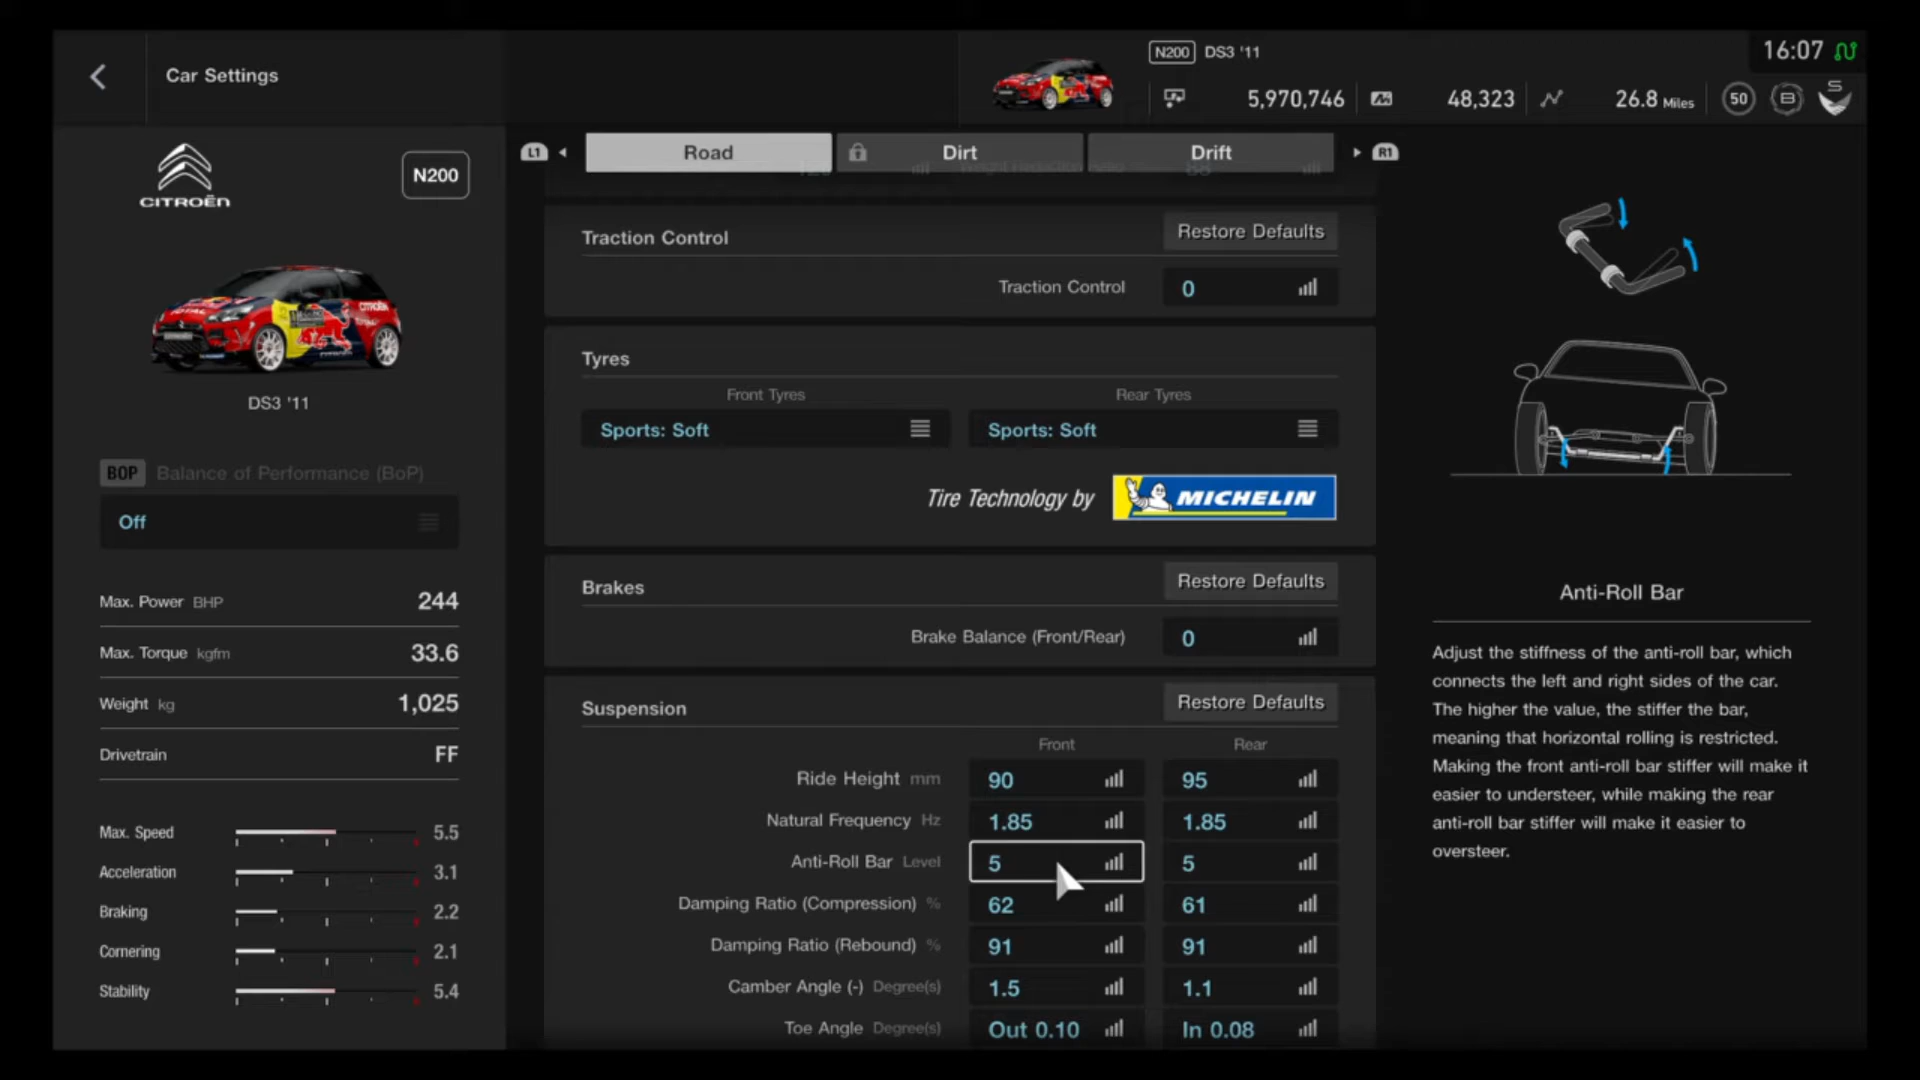 Car Settings
N200 DS3 '11
16:07
5,970,746 48,323 26.8 Miles 50 B S
CITROËN
N200
DS3 '11
BOP Balance of Performance (BoP)
Off
Max. Power BHP 244
Max. Torque kgfm 33.6
Weight kg 1,025
Drivetrain FF
Max. Speed 5.5
Acceleration 3.1
Braking 2.2
Cornering 2.1
Stability 5.4
L1 Road Dirt Drift R1
Traction Control Restore Defaults
Traction Control 0
Tyres
Front Tyres Rear Tyres
Sports: Soft Sports: Soft
Tire Technology by MICHELIN
Brakes Restore Defaults
Brake Balance (Front/Rear) 0
Suspension Restore Defaults
Front Rear
Ride Height mm 90 95
Natural Frequency Hz 1.85 1.85
Anti-Roll Bar Level 5 5
Damping Ratio (Compression) % 62 61
Damping Ratio (Rebound) % 91 91
Camber Angle (-) Degree(s) 1.5 1.1
Toe Angle Degree(s) Out 0.10 In 0.08
Anti-Roll Bar
Adjust the stiffness of the anti-roll bar, which
connects the left and right sides of the car.
The higher the value, the stiffer the bar,
meaning that horizontal rolling is restricted.
Making the front anti-roll bar stiffer will make it
easier to understeer, while making the rear
anti-roll bar stiffer will make it easier to
oversteer.